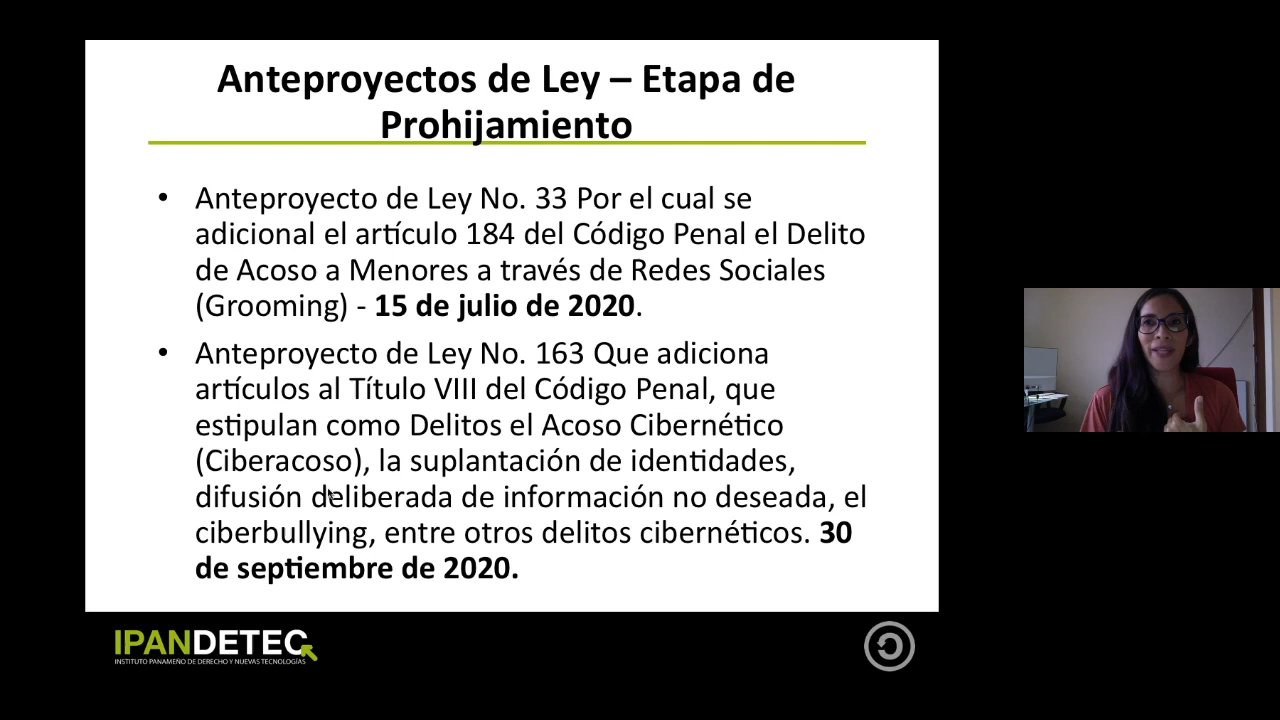 Anteproyectos de Ley – Etapa de
Prohijamiento
• Anteproyecto de Ley No. 33 Por el cual se
adicional el artículo 184 del Código Penal el Delito
de Acoso a Menores a través de Redes Sociales
(Grooming) - 15 de julio de 2020.
• Anteproyecto de Ley No. 163 Que adiciona
artículos al Título VIII del Código Penal, que
estipulan como Delitos el Acoso Cibernético
(Ciberacoso), la suplantación de identidades,
difusión deliberada de información no deseada, el
ciberbullying, entre otros delitos cibernéticos. 30
de septiembre de 2020.
IPANDETEC
INSTITUTO PANAMEÑO DE DERECHO Y NUEVAS TECNOLOGÍAS